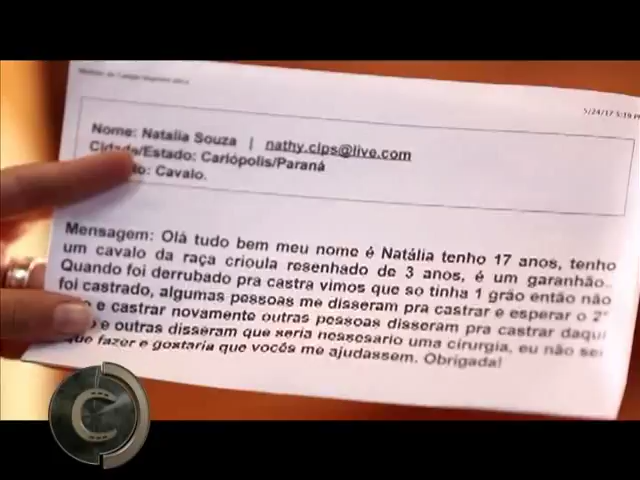 5/24/17 5:19 P
Nome: Natalia Souza | nathy.clps@live.com
Cidade/Estado: Carlópolis/Paraná
to: Cavalo.
Mensagem: Olá tudo bem meu nome é Natália tenho 17 anos, tenho
um cavalo da raça crioula resenhado de 3 anos, é um garanhão.
Quando foi derrubado pra castra vimos que so tinha 1 grão então não
foi castrado, algumas pessoas me disseram pra castrar e esperar o 2°
e castrar novamente outras pessoas disseram pra castrar daqui
e outras disseram que seria nessesario uma cirurgia, eu não sei
que fazer e gostaria que vocês me ajudassem. Obrigada!